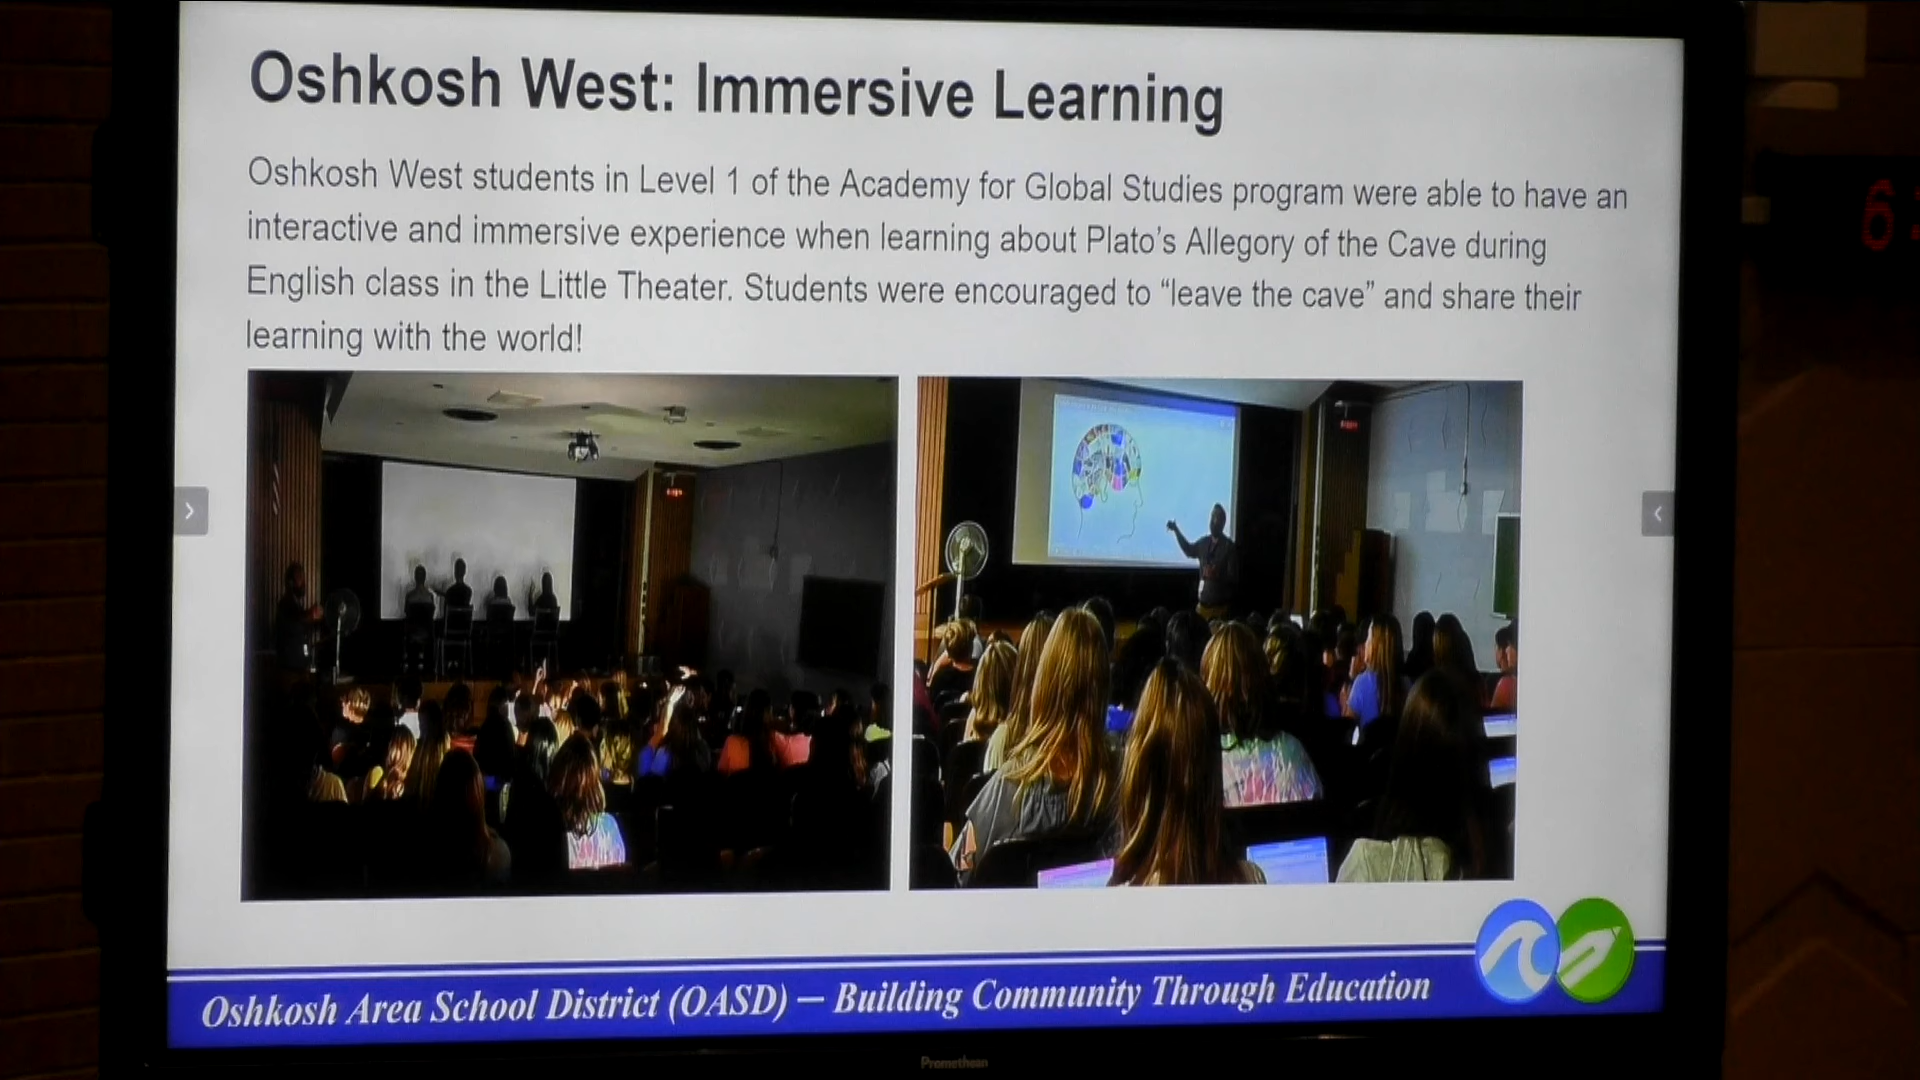 Oshkosh West: Immersive Learning
Oshkosh West students in Level 1 of the Academy for Global Studies program were able to have an
interactive and immersive experience when learning about Plato's Allegory of the Cave during
English class in the Little Theater. Students were encouraged to “leave the cave” and share their
learning with the world!
Oshkosh Area School District (OASD) — Building Community Through Education
Promethean
6: